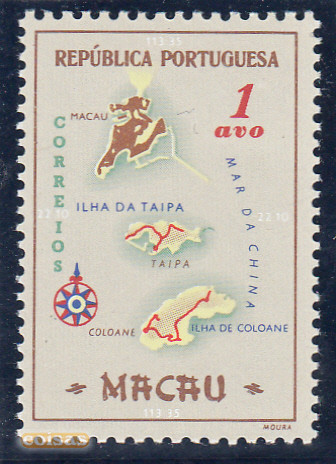 113 35
REPÚBLICA PORTUGUESA
1
avo
MACAU
CORREIOS
MAR DA CHINA
ILHA DA TAIPA
22 10
22 10
TAIPA
COLOANE
ILHA DE COLOANE
MACAU
113 35
MOURA
coisas